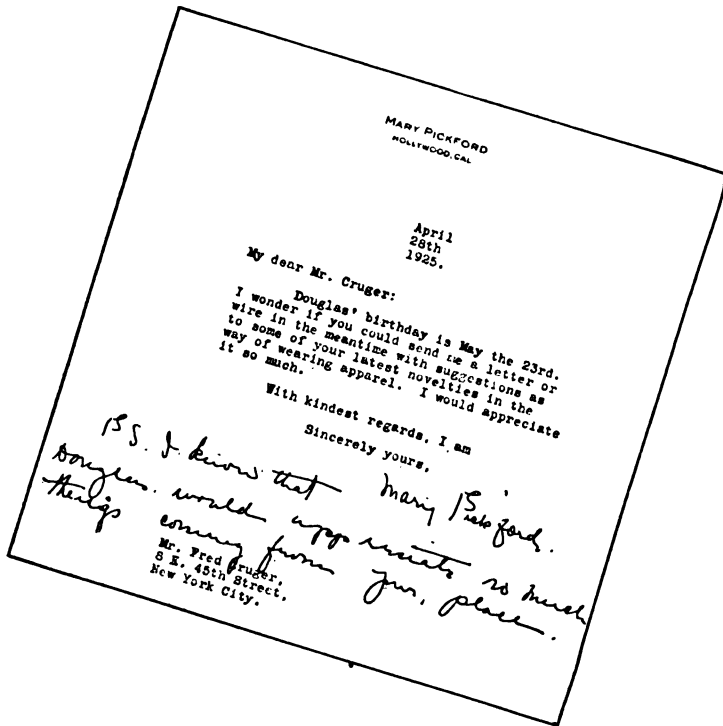 MARY PICKFORD
HOLLYWOOD, CAL
April
28th
1925.
My dear Mr. Cruger:
Douglas' birthday is May the 23rd.
I wonder if you could send me a letter or
wire in the meantime with suggestions as
to some of your latest novelties in the
way of wearing apparel. I would appreciate
it so much.
With kindest regards, I am
Sincerely yours,
Mary Pickford.
P.S. I know that
Douglas would appreciate so much
things coming from your place.
Mr. Fred Cruger,
8 E. 45th Street,
New York City.